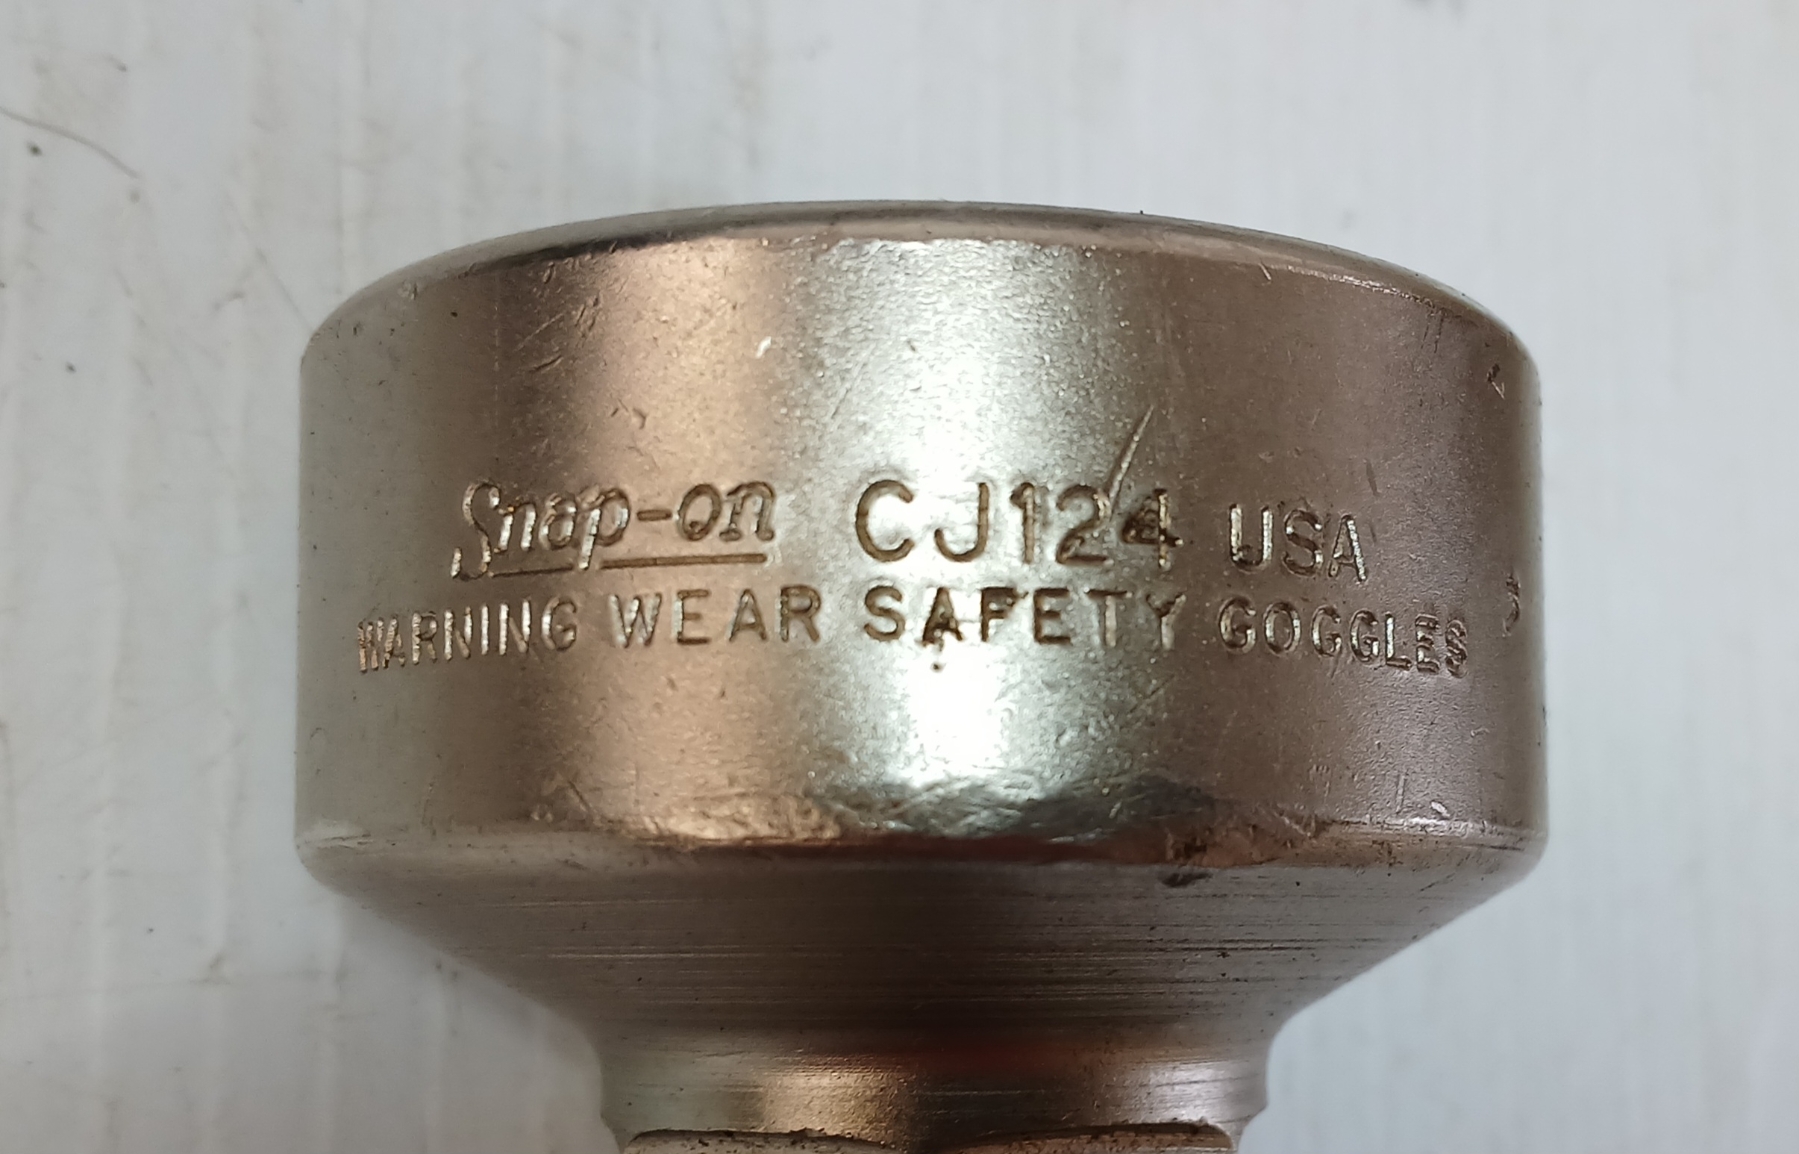 Snap-on CJ124 USA
WARNING WEAR SAFETY GOGGLES